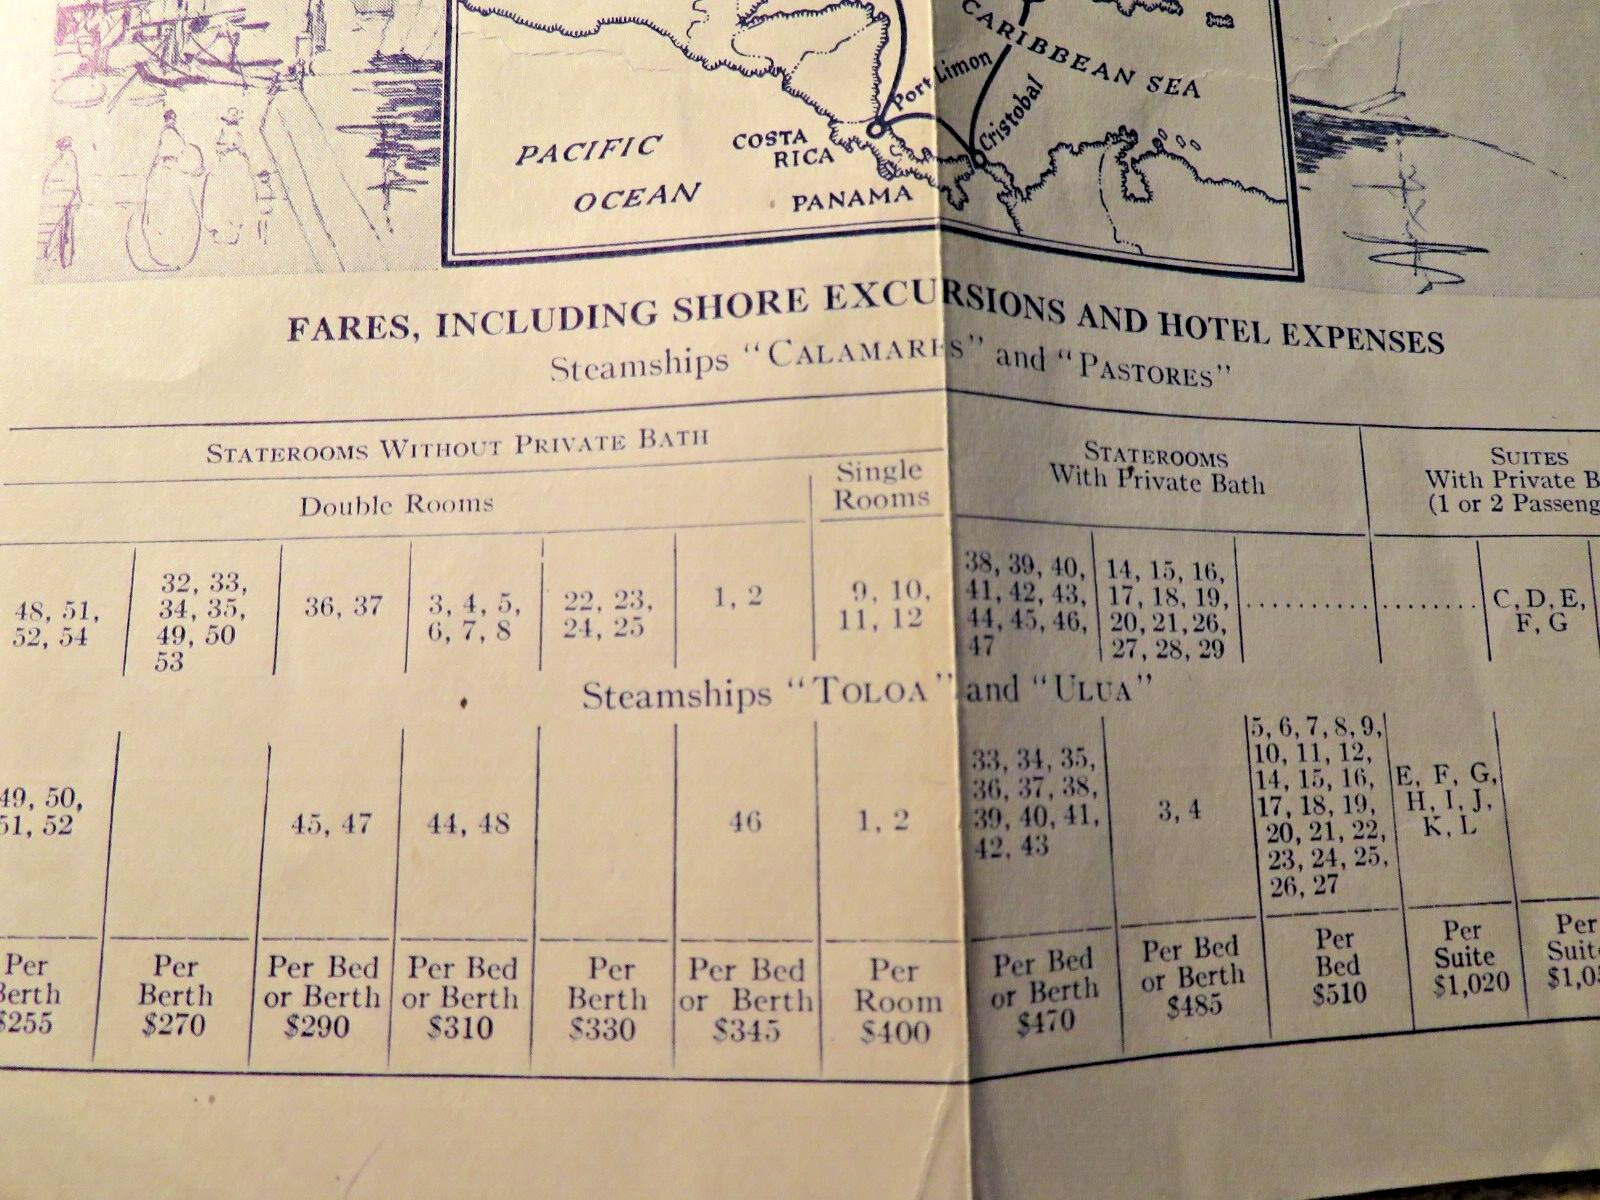 CARIBBEAN SEA
Port Limon
Cristobal
PACIFIC
OCEAN
COSTA
RICA
PANAMA
FARES, INCLUDING SHORE EXCURSIONS AND HOTEL EXPENSES
Steamships "CALAMARES" and "PASTORES"
STATEROOMS WITHOUT PRIVATE BATH
Double Rooms
Single
Rooms
STATEROOMS
With Private Bath
SUITES
With Private B
(1 or 2 Passeng
48, 51,
52, 54
32, 33,
34, 35,
49, 50
53
36, 37
3, 4, 5,
6, 7, 8
22, 23,
24, 25
1, 2
9, 10,
11, 12
38, 39, 40,
41, 42, 43,
44, 45, 46,
47
14, 15, 16,
17, 18, 19,
20, 21, 26,
27, 28, 29
C, D, E,
F, G
Steamships "TOLOA" and "ULUA"
49, 50,
51, 52
45, 47
44, 48
46
1, 2
33, 34, 35,
36, 37, 38,
39, 40, 41,
42, 43
3, 4
5, 6, 7, 8, 9,
10, 11, 12,
14, 15, 16,
17, 18, 19,
20, 21, 22,
23, 24, 25,
26, 27
E, F, G,
H, I, J,
K, L
Per
Berth
$255
Per
Berth
$270
Per Bed
or Berth
$290
Per Bed
or Berth
$310
Per
Berth
$330
Per Bed
or Berth
$345
Per
Room
$400
Per Bed
or Berth
$470
Per Bed
or Berth
$485
Per
Bed
$510
Per
Suite
$1,020
Per
Suite
$1,0